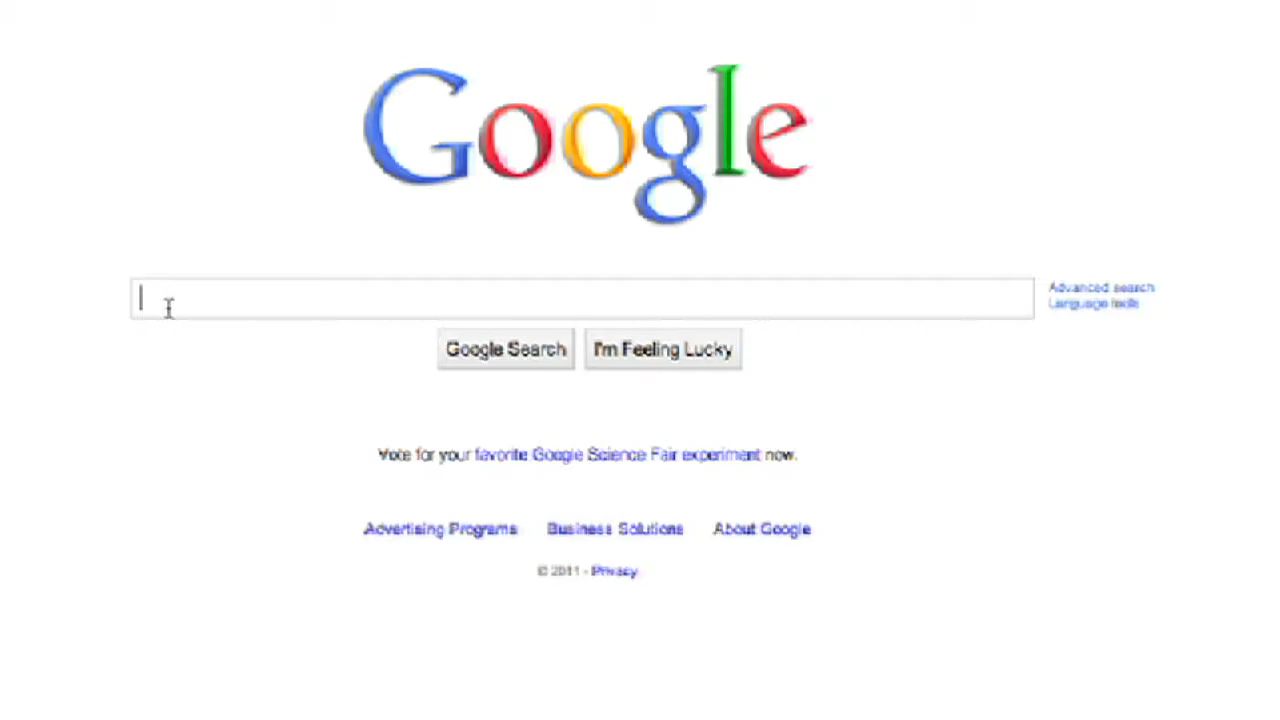 Google
Advanced search
Language tools
Google Search I'm Feeling Lucky
Vote for your favorite Google Science Fair experiment now.
Advertising Programs Business Solutions About Google
© 2011 - Privacy